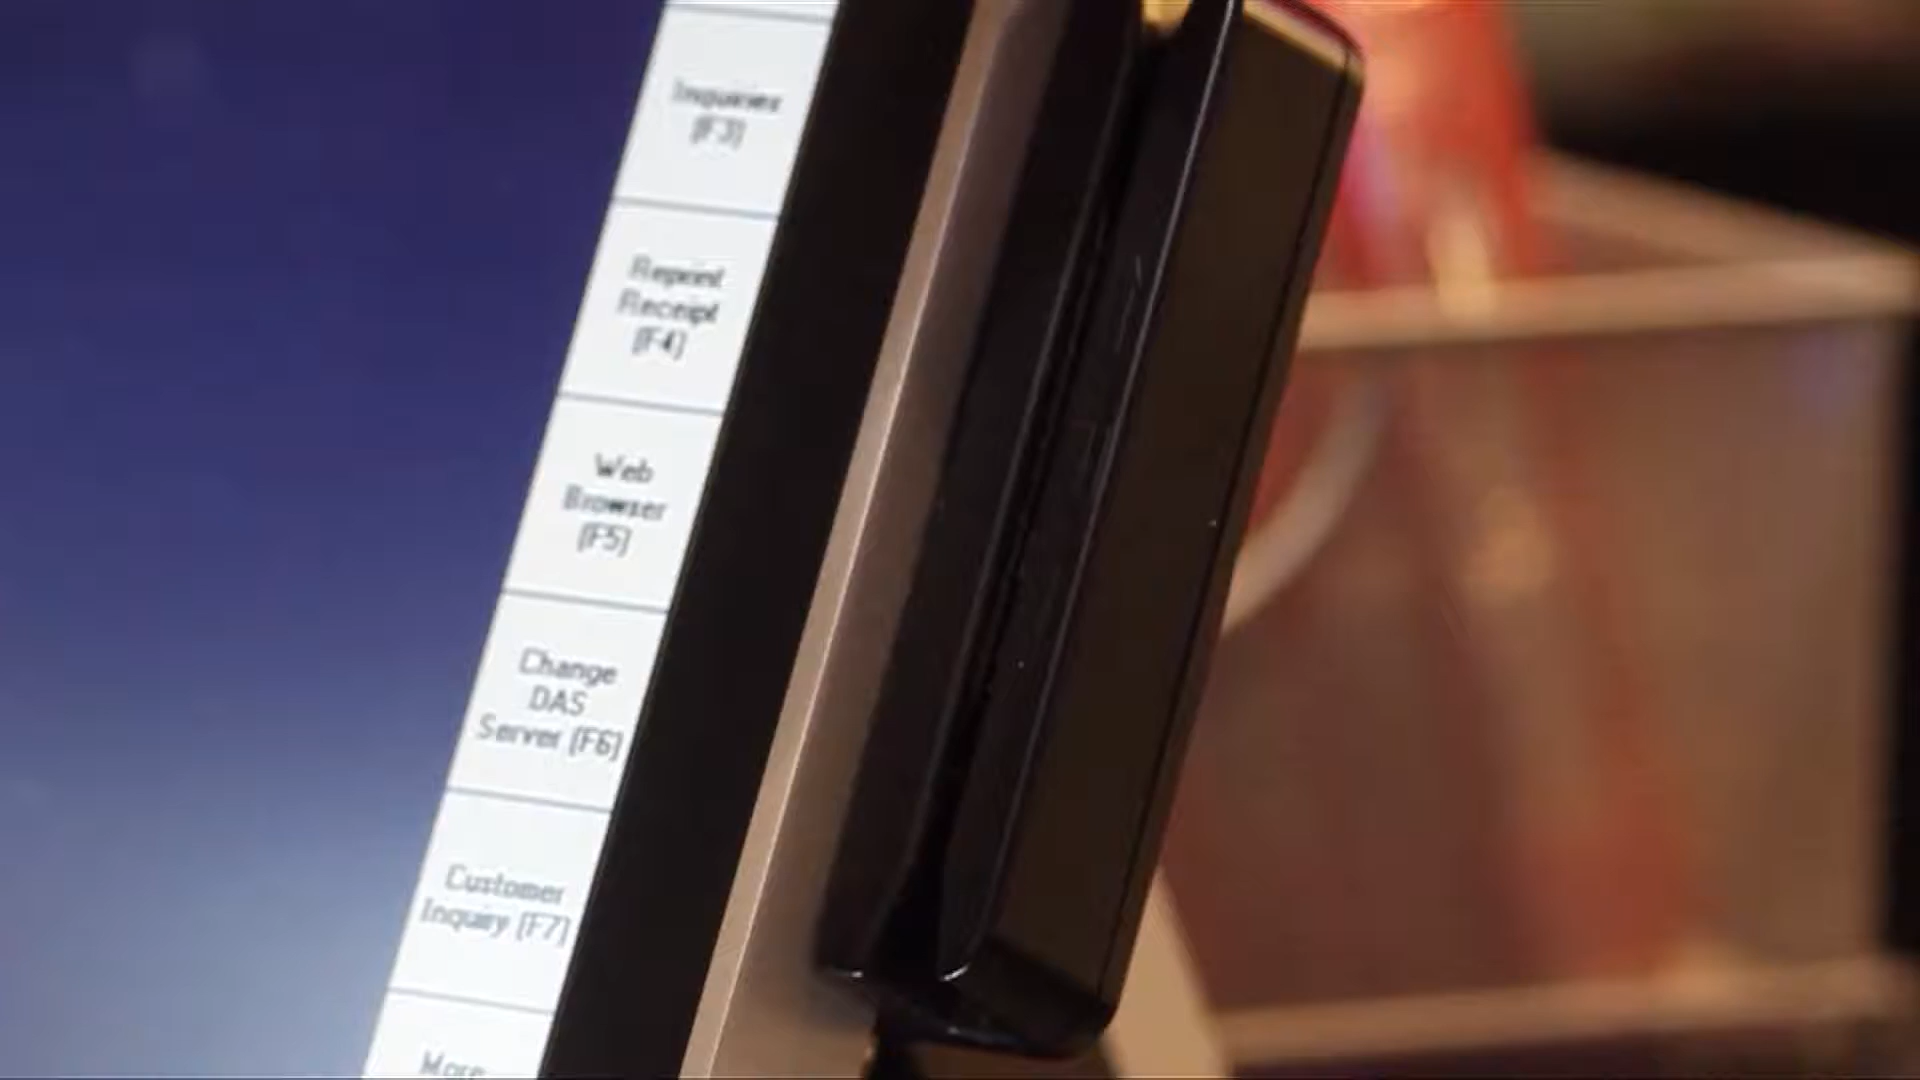 Inquiries
(F3)
Reprint
Receipt
(F4)
Web
Browser
(F5)
Change
DAS
Server (F6)
Customer
Inquiry (F7)
More